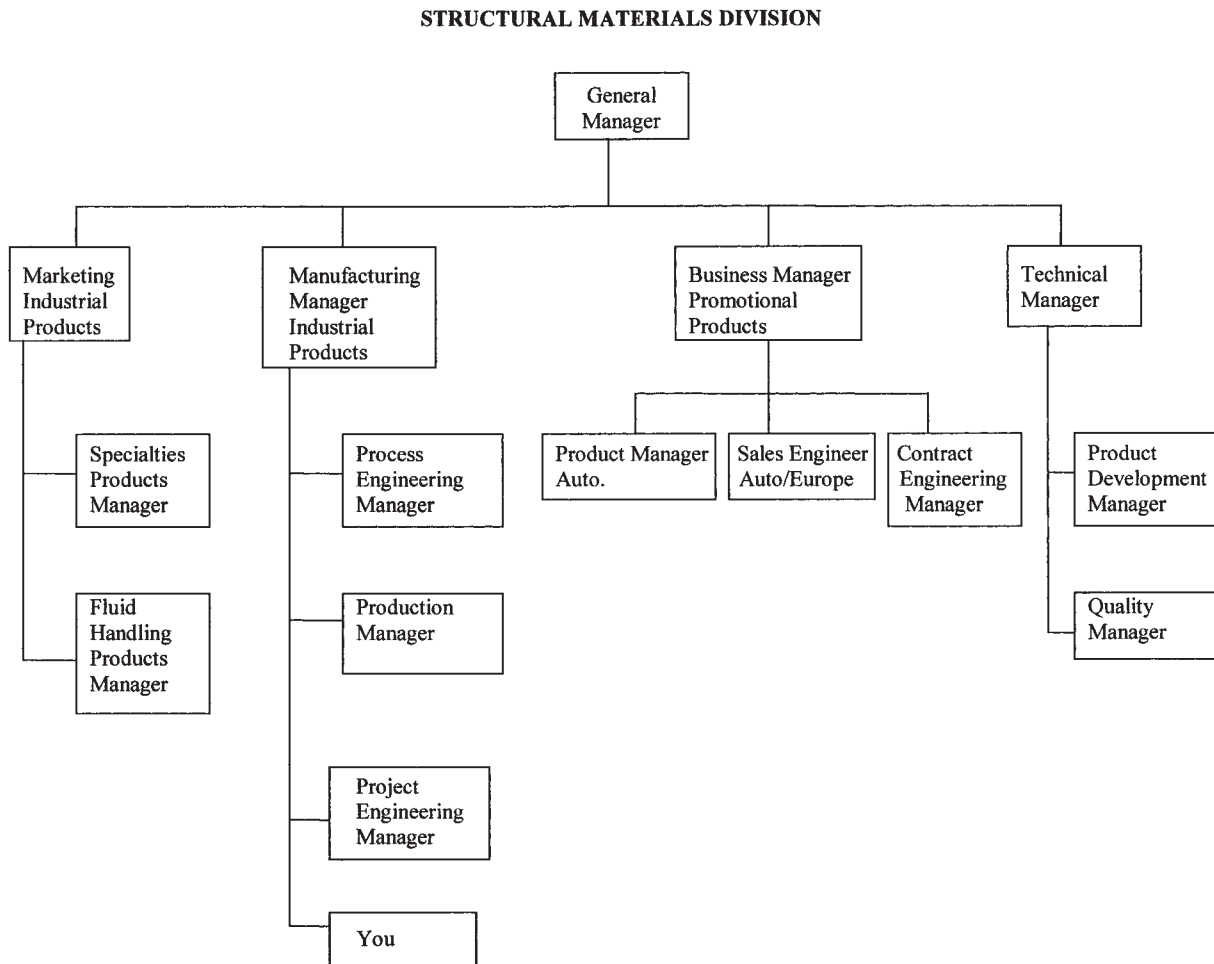 STRUCTURAL MATERIALS DIVISION
General
Manager
Marketing
Industrial
Products
Manufacturing
Manager
Industrial
Products
Business Manager
Promotional
Products
Technical
Manager
Specialties
Products
Manager
Process
Engineering
Manager
Product Manager
Auto.
Sales Engineer
Auto/Europe
Contract
Engineering
Manager
Product
Development
Manager
Fluid
Handling
Products
Manager
Production
Manager
Quality
Manager
Project
Engineering
Manager
You